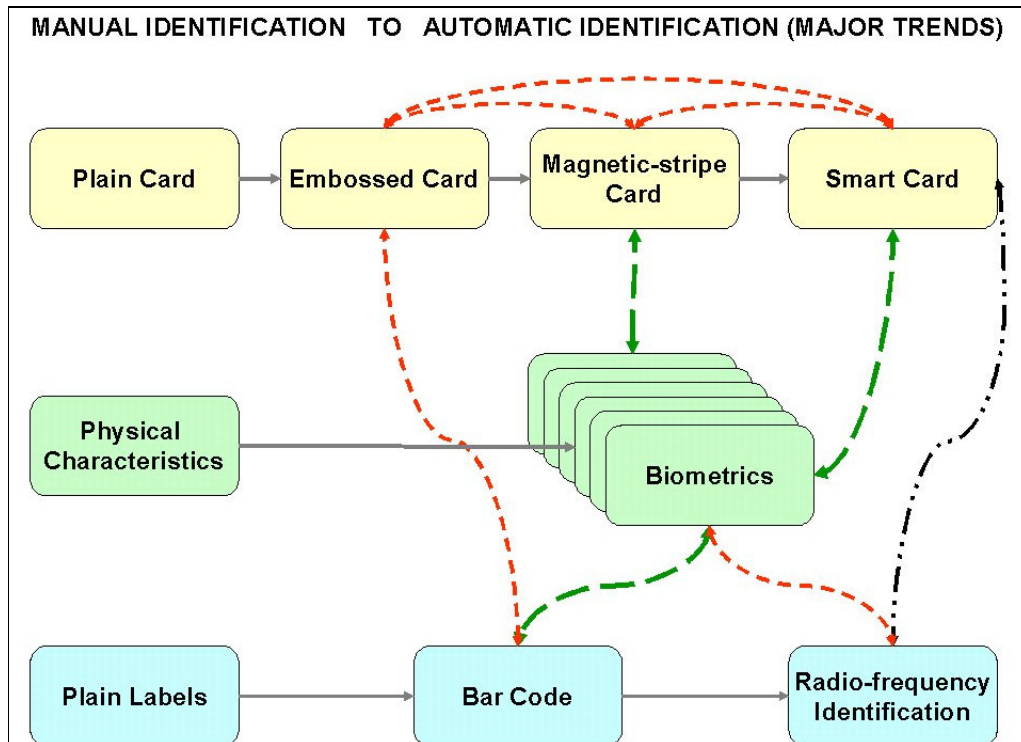 MANUAL IDENTIFICATION TO AUTOMATIC IDENTIFICATION (MAJOR TRENDS)
Plain Card
Embossed Card
Magnetic-stripe
Card
Smart Card
Physical
Characteristics
Biometrics
Plain Labels
Bar Code
Radio-frequency
Identification